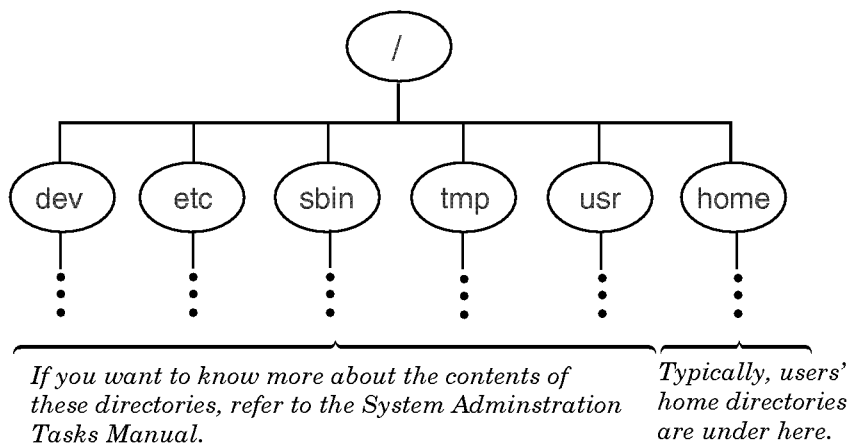 /
dev etc sbin tmp usr home
If you want to know more about the contents of
these directories, refer to the System Adminstration
Tasks Manual.
Typically, users’
home directories
are under here.